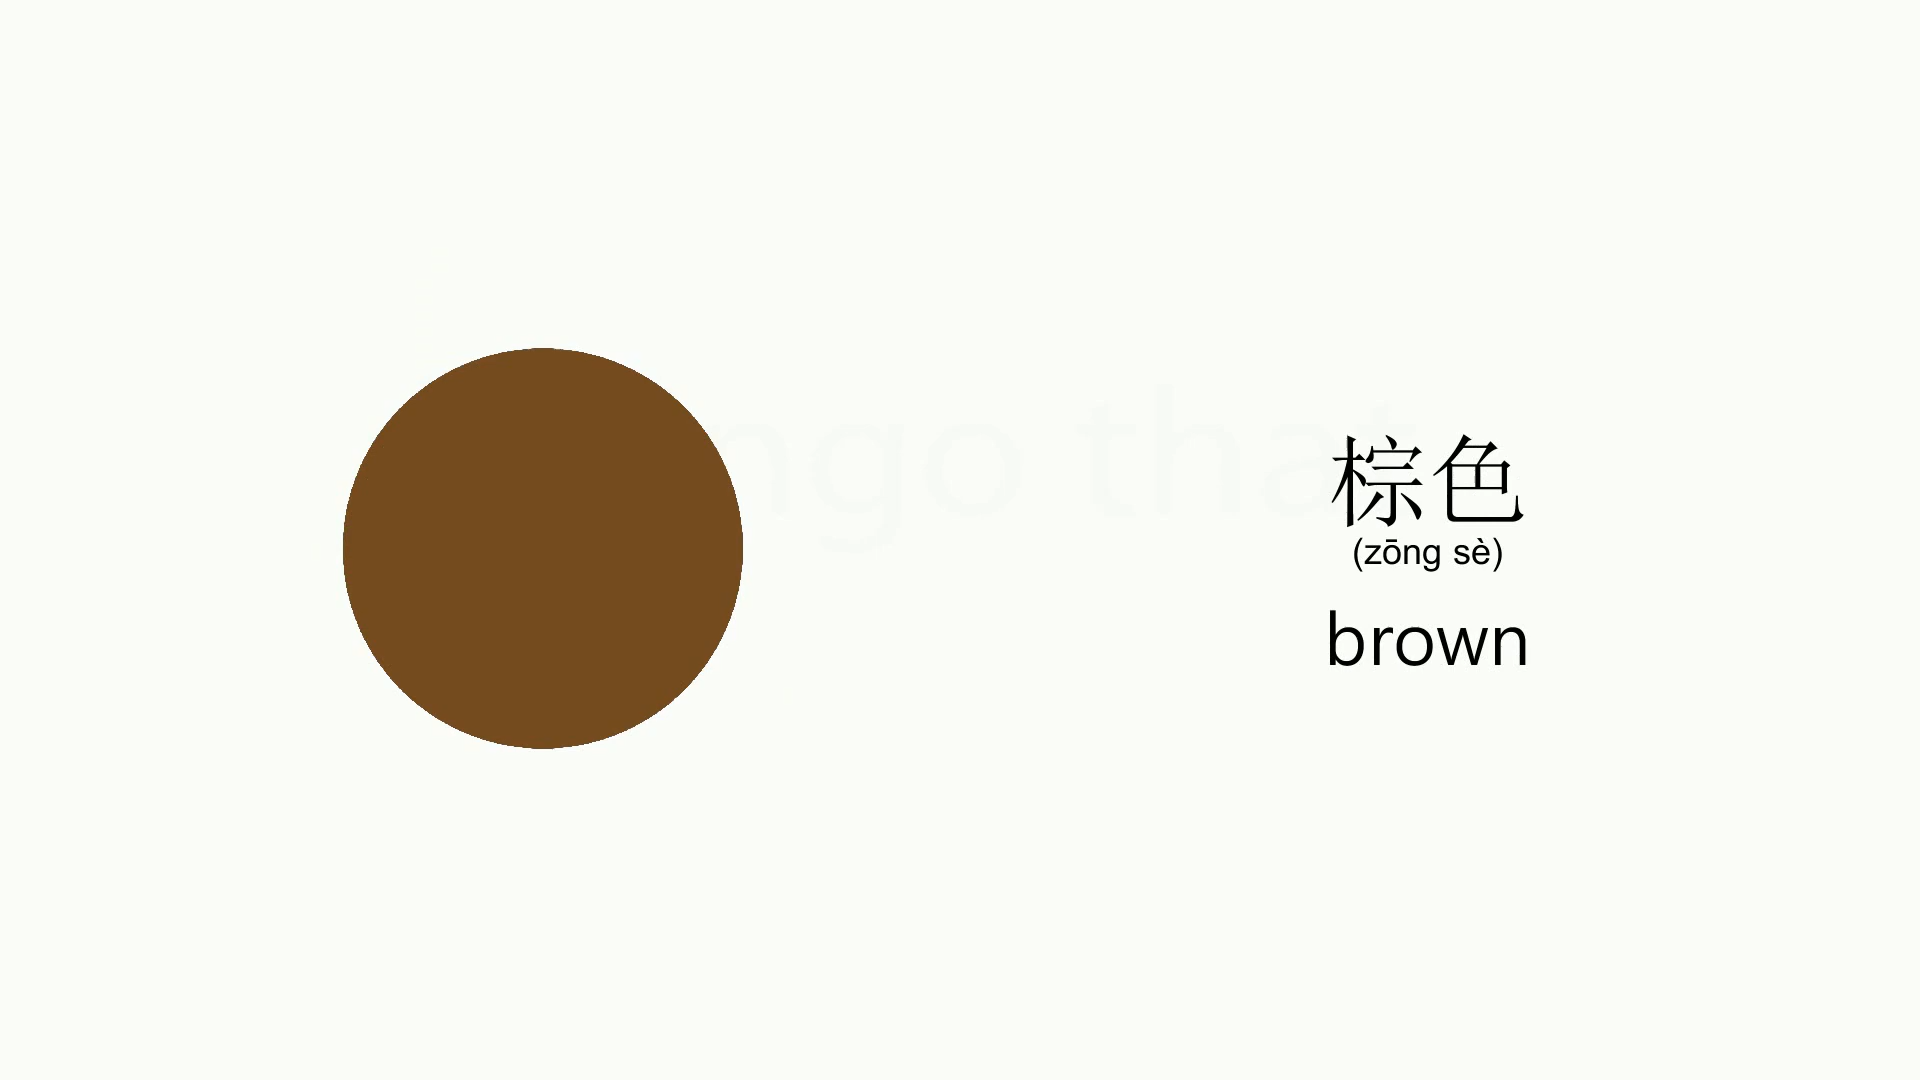 棕色
(zōng sè)
brown